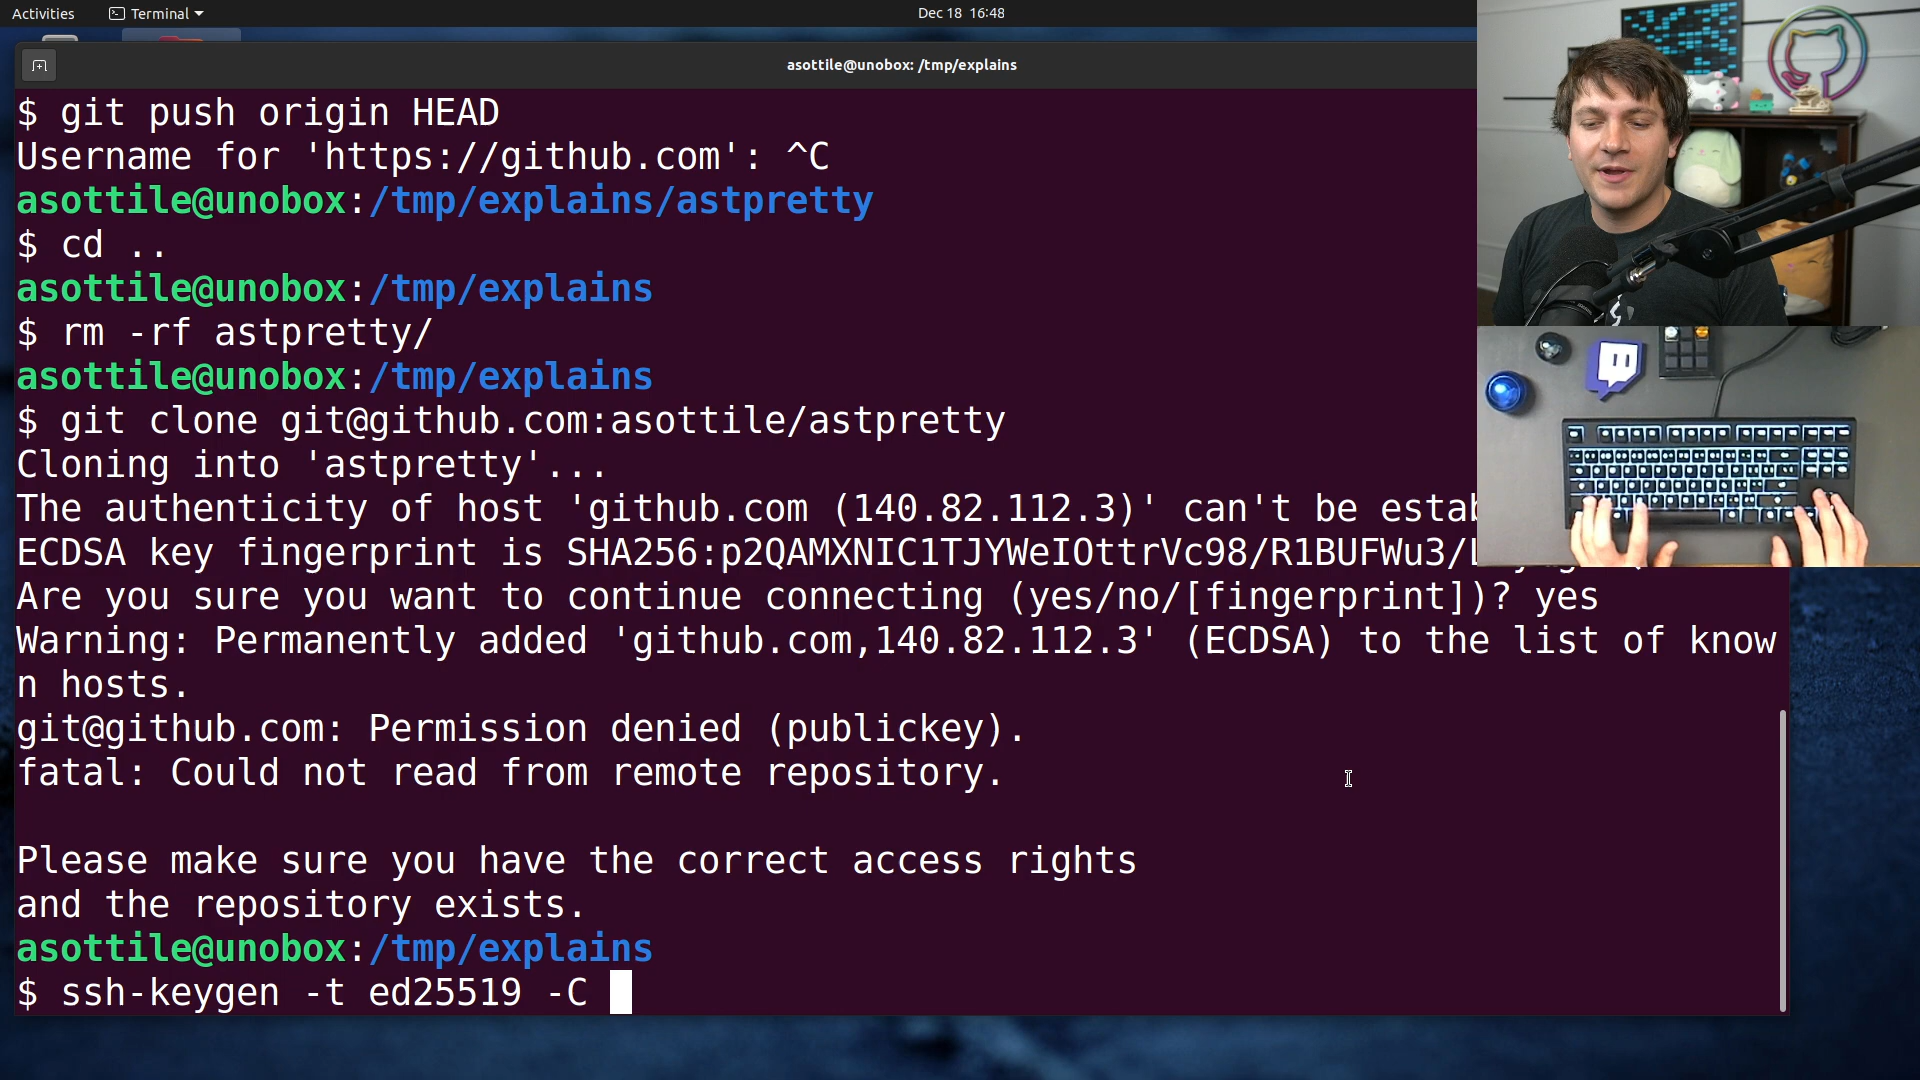 Activities
Terminal
Dec 18 16:48
asottile@unobox: /tmp/explains
$ git push origin HEAD
Username for 'https://github.com': ^C
asottile@unobox:/tmp/explains/astpretty
$ cd ..
asottile@unobox:/tmp/explains
$ rm -rf astpretty/
asottile@unobox:/tmp/explains
$ git clone git@github.com:asottile/astpretty
Cloning into 'astpretty'...
The authenticity of host 'github.com (140.82.112.3)' can't be estab
ECDSA key fingerprint is SHA256:p2QAMXNIC1TJYWeIOttrVc98/R1BUFWu3/
Are you sure you want to continue connecting (yes/no/[fingerprint])? yes
Warning: Permanently added 'github.com,140.82.112.3' (ECDSA) to the list of know
n hosts.
git@github.com: Permission denied (publickey).
fatal: Could not read from remote repository.
Please make sure you have the correct access rights
and the repository exists.
asottile@unobox:/tmp/explains
$ ssh-keygen -t ed25519 -C